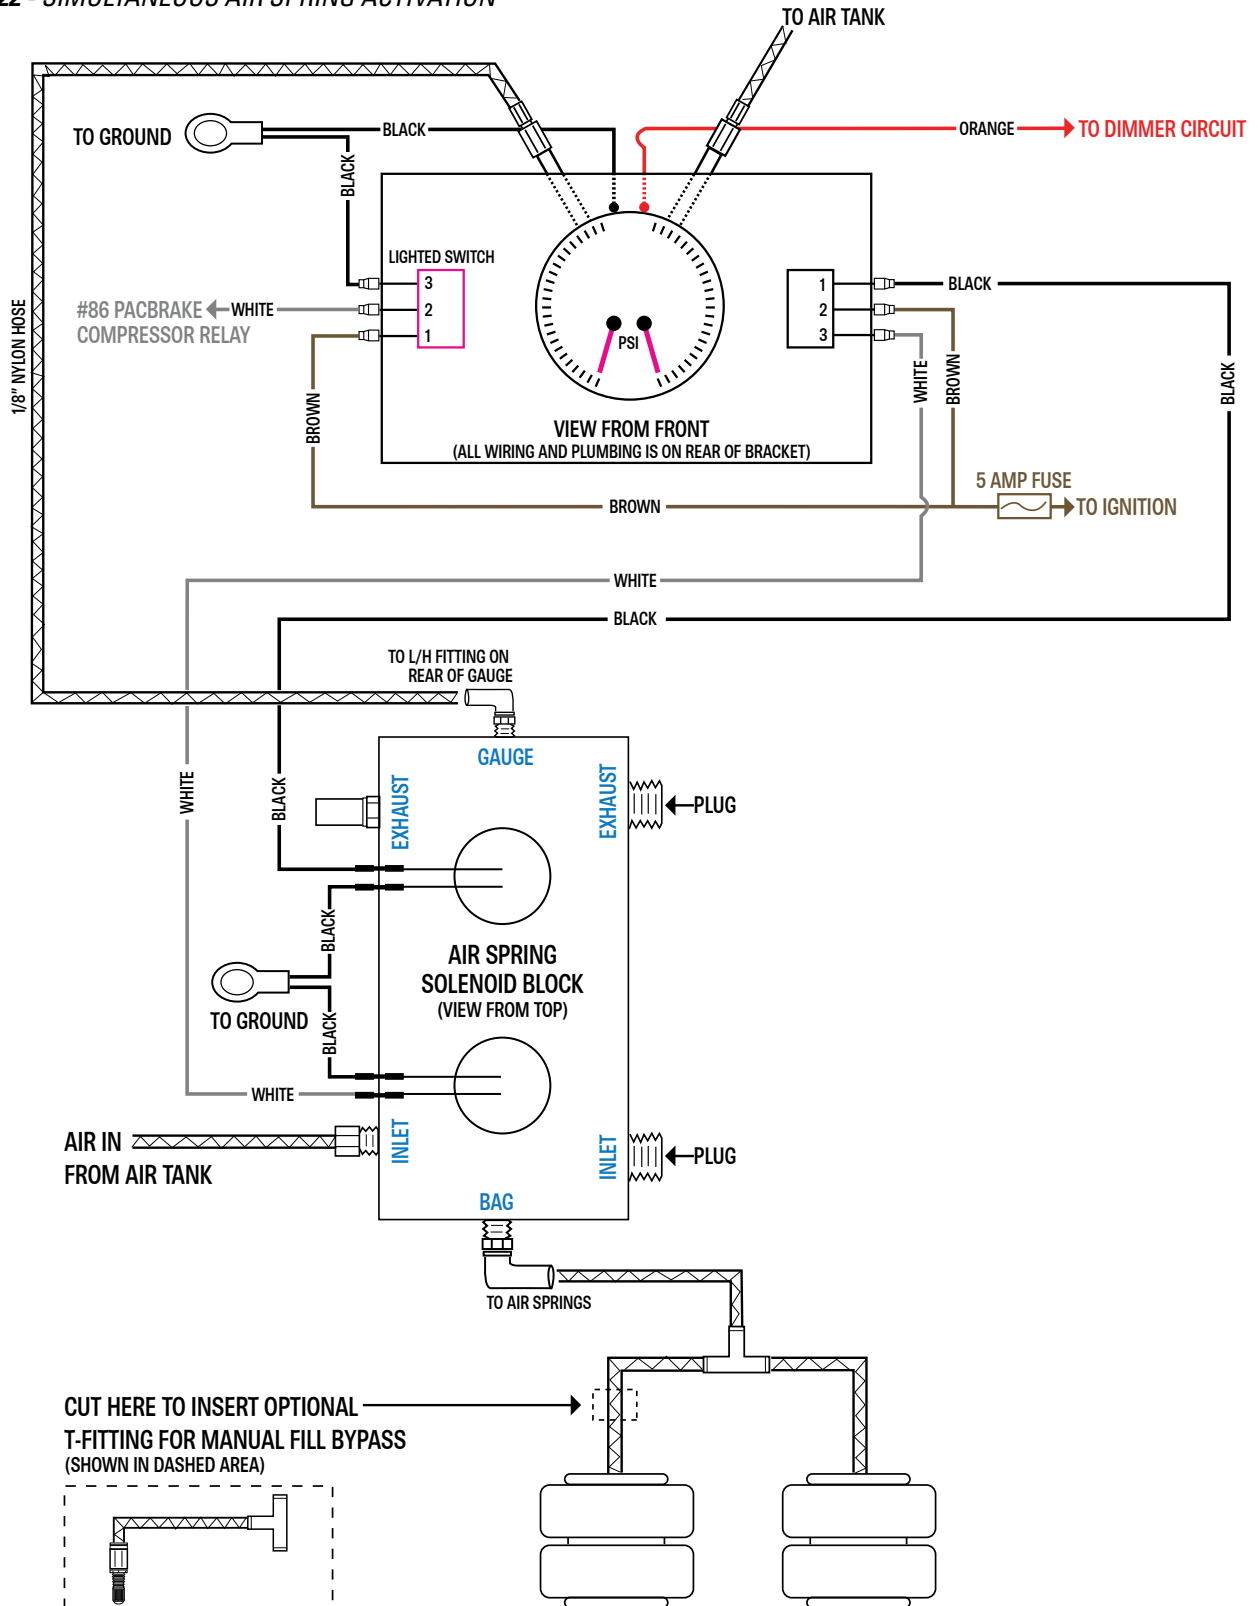 22 - SIMULTANEOUS AIR SPRING ACTIVATION
TO AIR TANK
TO GROUND
BLACK
ORANGE
TO DIMMER CIRCUIT
BLACK
LIGHTED SWITCH
3
2
1
#86 PACBRAKE
COMPRESSOR RELAY
WHITE
1
2
3
BLACK
PSI
1/8" NYLON HOSE
BROWN
WHITE
BROWN
BLACK
VIEW FROM FRONT
(ALL WIRING AND PLUMBING IS ON REAR OF BRACKET)
5 AMP FUSE
BROWN
TO IGNITION
WHITE
BLACK
TO L/H FITTING ON
REAR OF GAUGE
GAUGE
WHITE
BLACK
EXHAUST
EXHAUST
PLUG
BLACK
AIR SPRING
SOLENOID BLOCK
(VIEW FROM TOP)
TO GROUND
BLACK
WHITE
AIR IN
FROM AIR TANK
INLET
INLET
PLUG
BAG
TO AIR SPRINGS
CUT HERE TO INSERT OPTIONAL
T-FITTING FOR MANUAL FILL BYPASS
(SHOWN IN DASHED AREA)